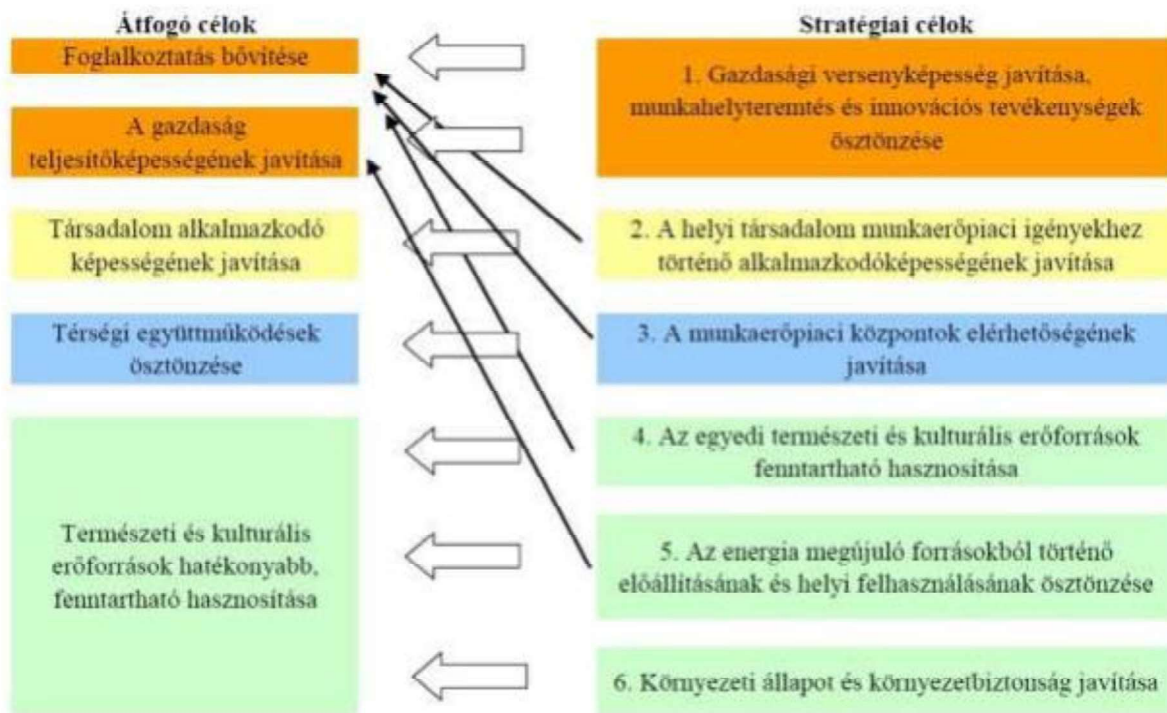 Átfogó célok
Foglalkoztatás bővítése
A gazdaság
teljesítőképességének javítása
Társadalom alkalmazkodó
képességének javítása
Térségi együttműködések
ösztönzése
Természeti és kulturális
erőforrások hatékonyabb,
fenntartható hasznosítása
Stratégiai célok
1. Gazdasági versenyképesség javítása,
munkahelyteremtés és innovációs tevékenységek
ösztönzése
2. A helyi társadalom munkaerőpiaci igényekhez
történő alkalmazkodóképességének javítása
3. A munkaerőpiaci központok elérhetőségének
javítása
4. Az egyedi természeti és kulturális erőforrások
fenntartható hasznosítása
5. Az energia megújuló forrásokból történő
előállításának és helyi felhasználásának ösztönzése
6. Környezeti állapot és környezetbiztonság javítása